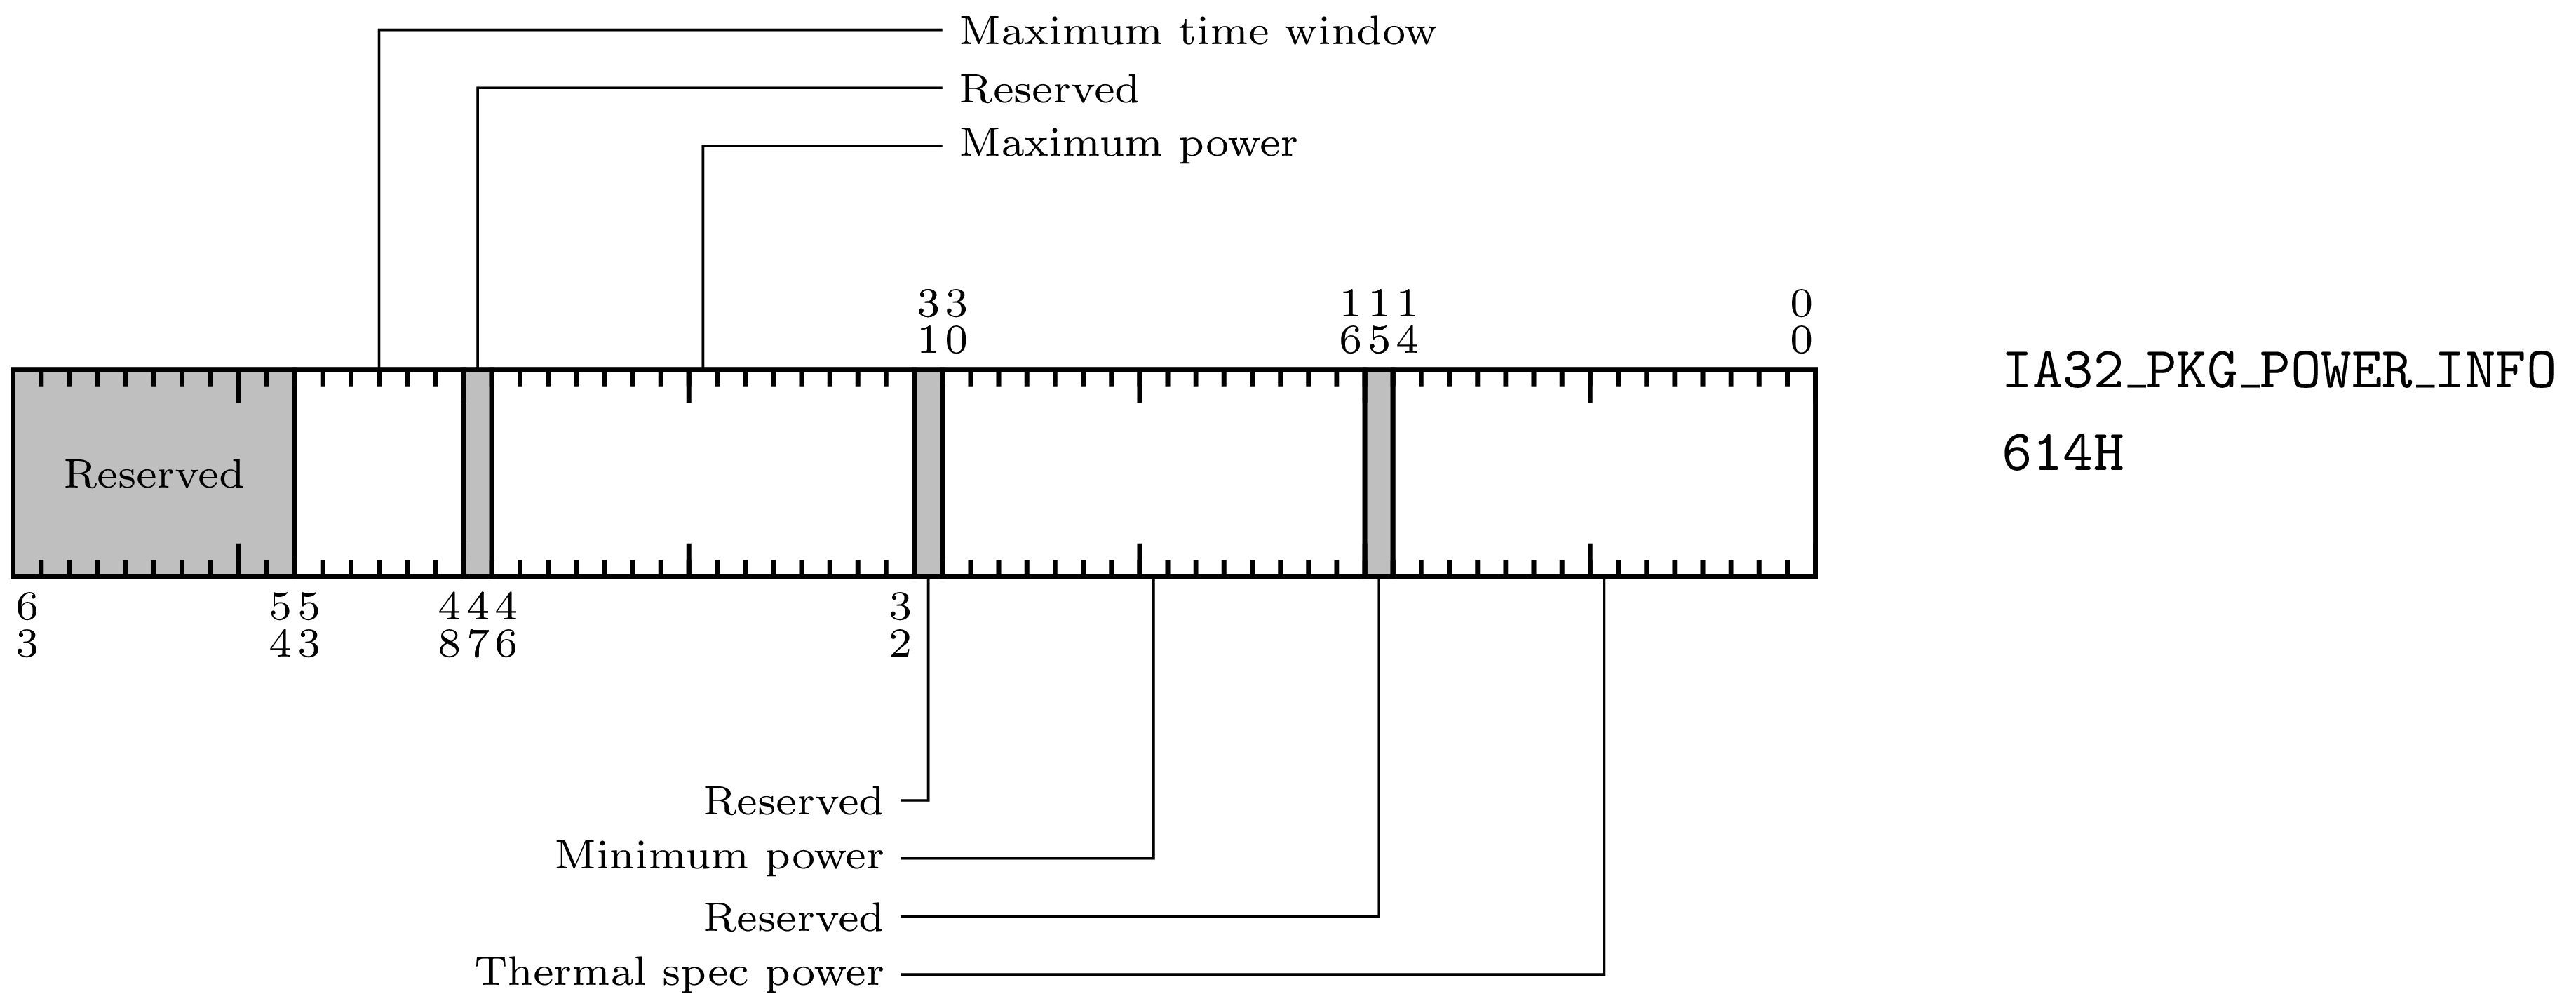 Maximum time window
Reserved
Maximum power
33 111 0
10 654 0
IA32_PKG_POWER_INFO
614H
Reserved
6 55 444 3
3 43 876 2
Reserved
Minimum power
Reserved
Thermal spec power